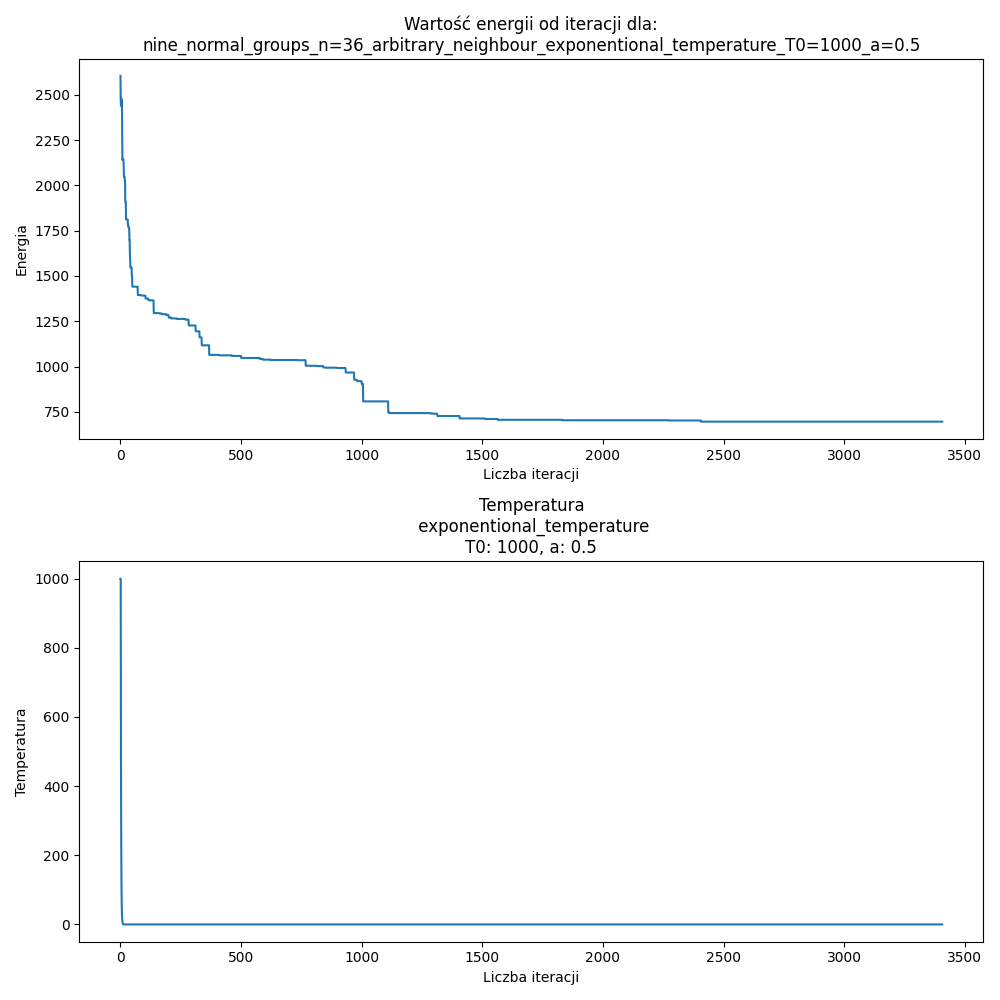 Wartość energii od iteracji dla:
nine_normal_groups_n=36_arbitrary_neighbour_exponentional_temperature_T0=1000_a=0.5
2500
2250
2000
1750
1500
1250
1000
750
Energia
0 500 1000 1500 2000 2500 3000 3500
Liczba iteracji
Temperatura
exponentional_temperature
T0: 1000, a: 0.5
1000
800
600
400
200
0
Temperatura
0 500 1000 1500 2000 2500 3000 3500
Liczba iteracji